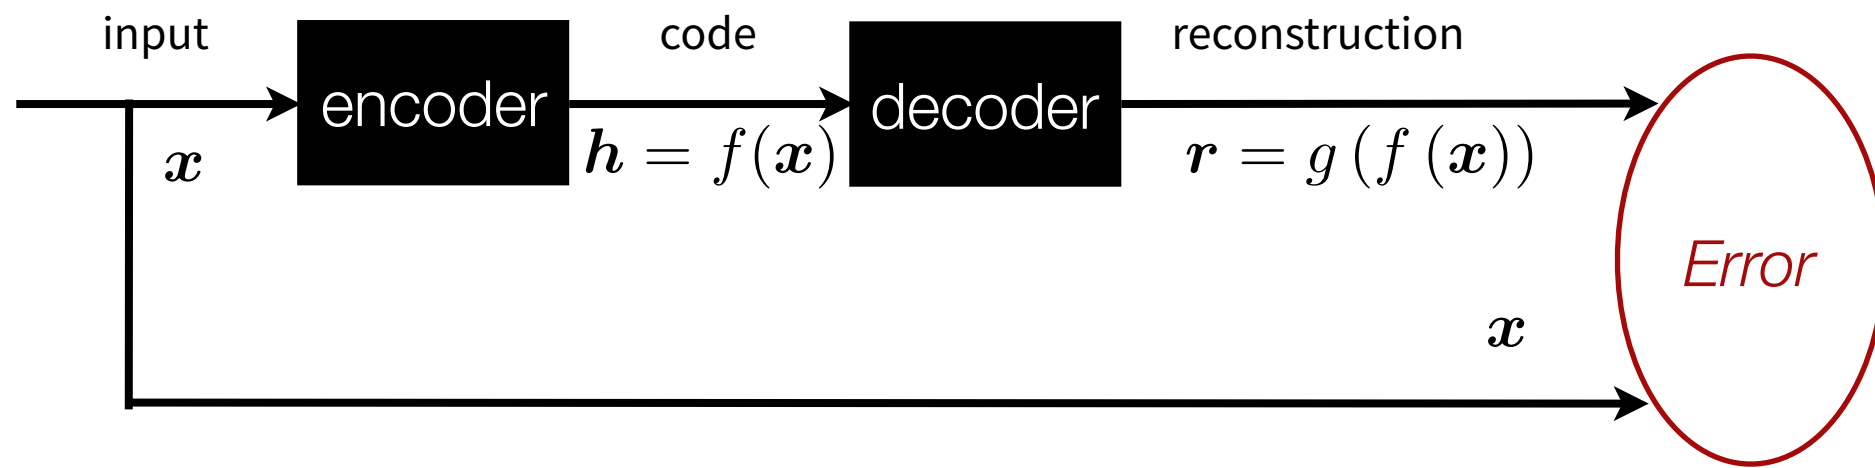 input
code
reconstruction
encoder
decoder
x
h = f(x)
r = g (f (x))
Error
x